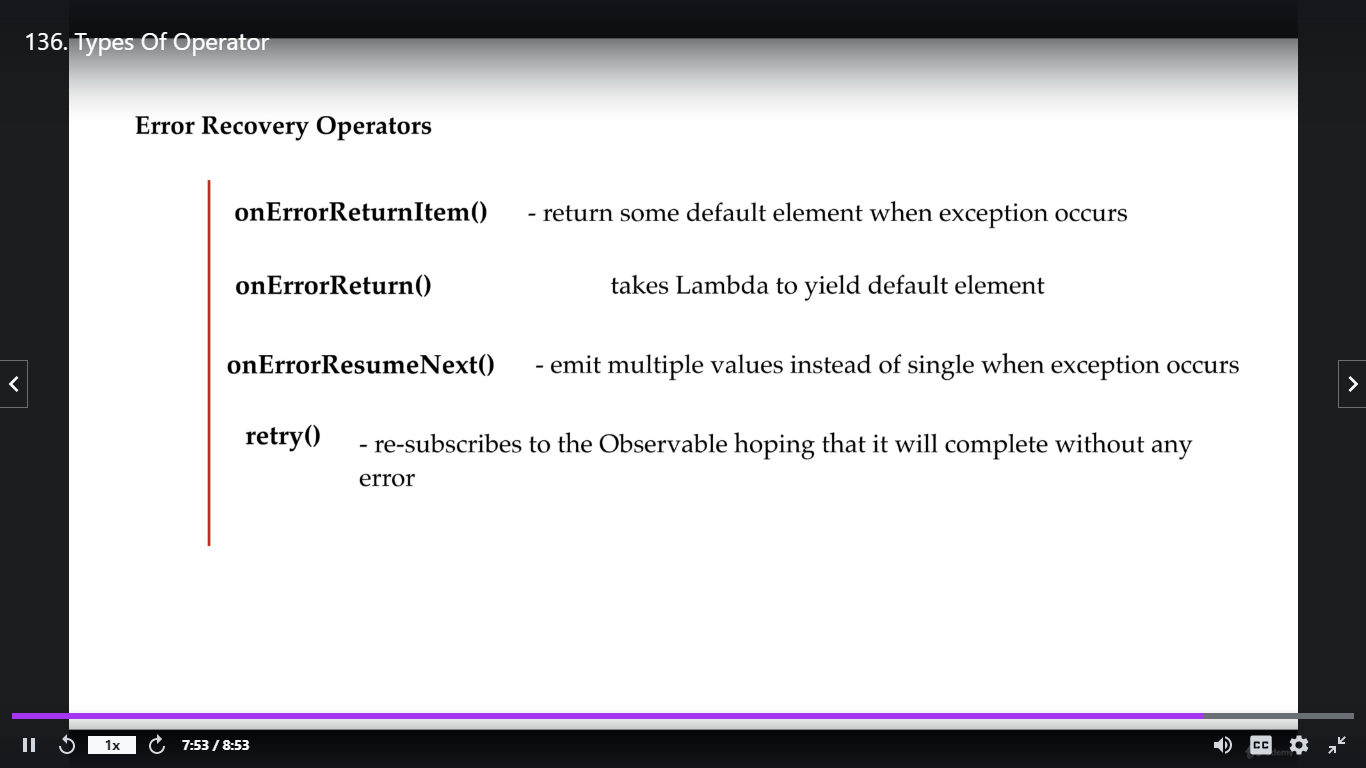 136. Types Of Operator
Error Recovery Operators
onErrorReturnItem() - return some default element when exception occurs
onErrorReturn() takes Lambda to yield default element
onErrorResumeNext() - emit multiple values instead of single when exception occurs
retry() - re-subscribes to the Observable hoping that it will complete without any
error
1x 7:53 / 8:53 CC